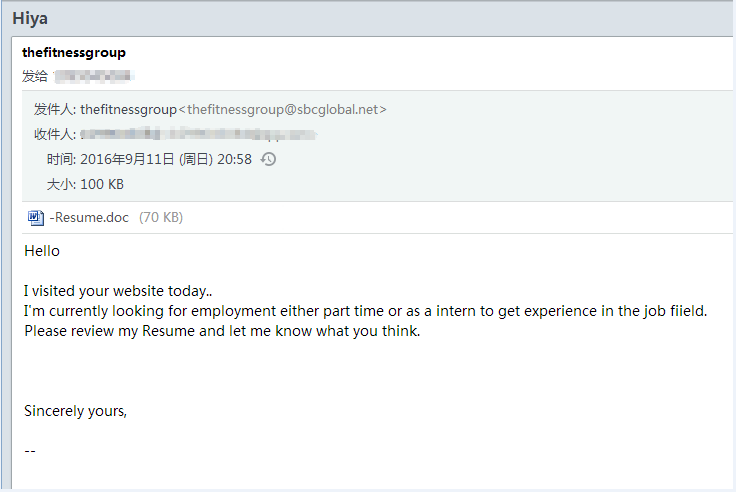 Hiya
thefitnessgroup
发给
发件人: thefitnessgroup<thefitnessgroup@sbcglobal.net>
收件人:
时间: 2016年9月11日 (周日) 20:58
大小: 100 KB
-Resume.doc (70 KB)
Hello
I visited your website today..
I'm currently looking for employment either part time or as a intern to get experience in the job fiield.
Please review my Resume and let me know what you think.
Sincerely yours,
--